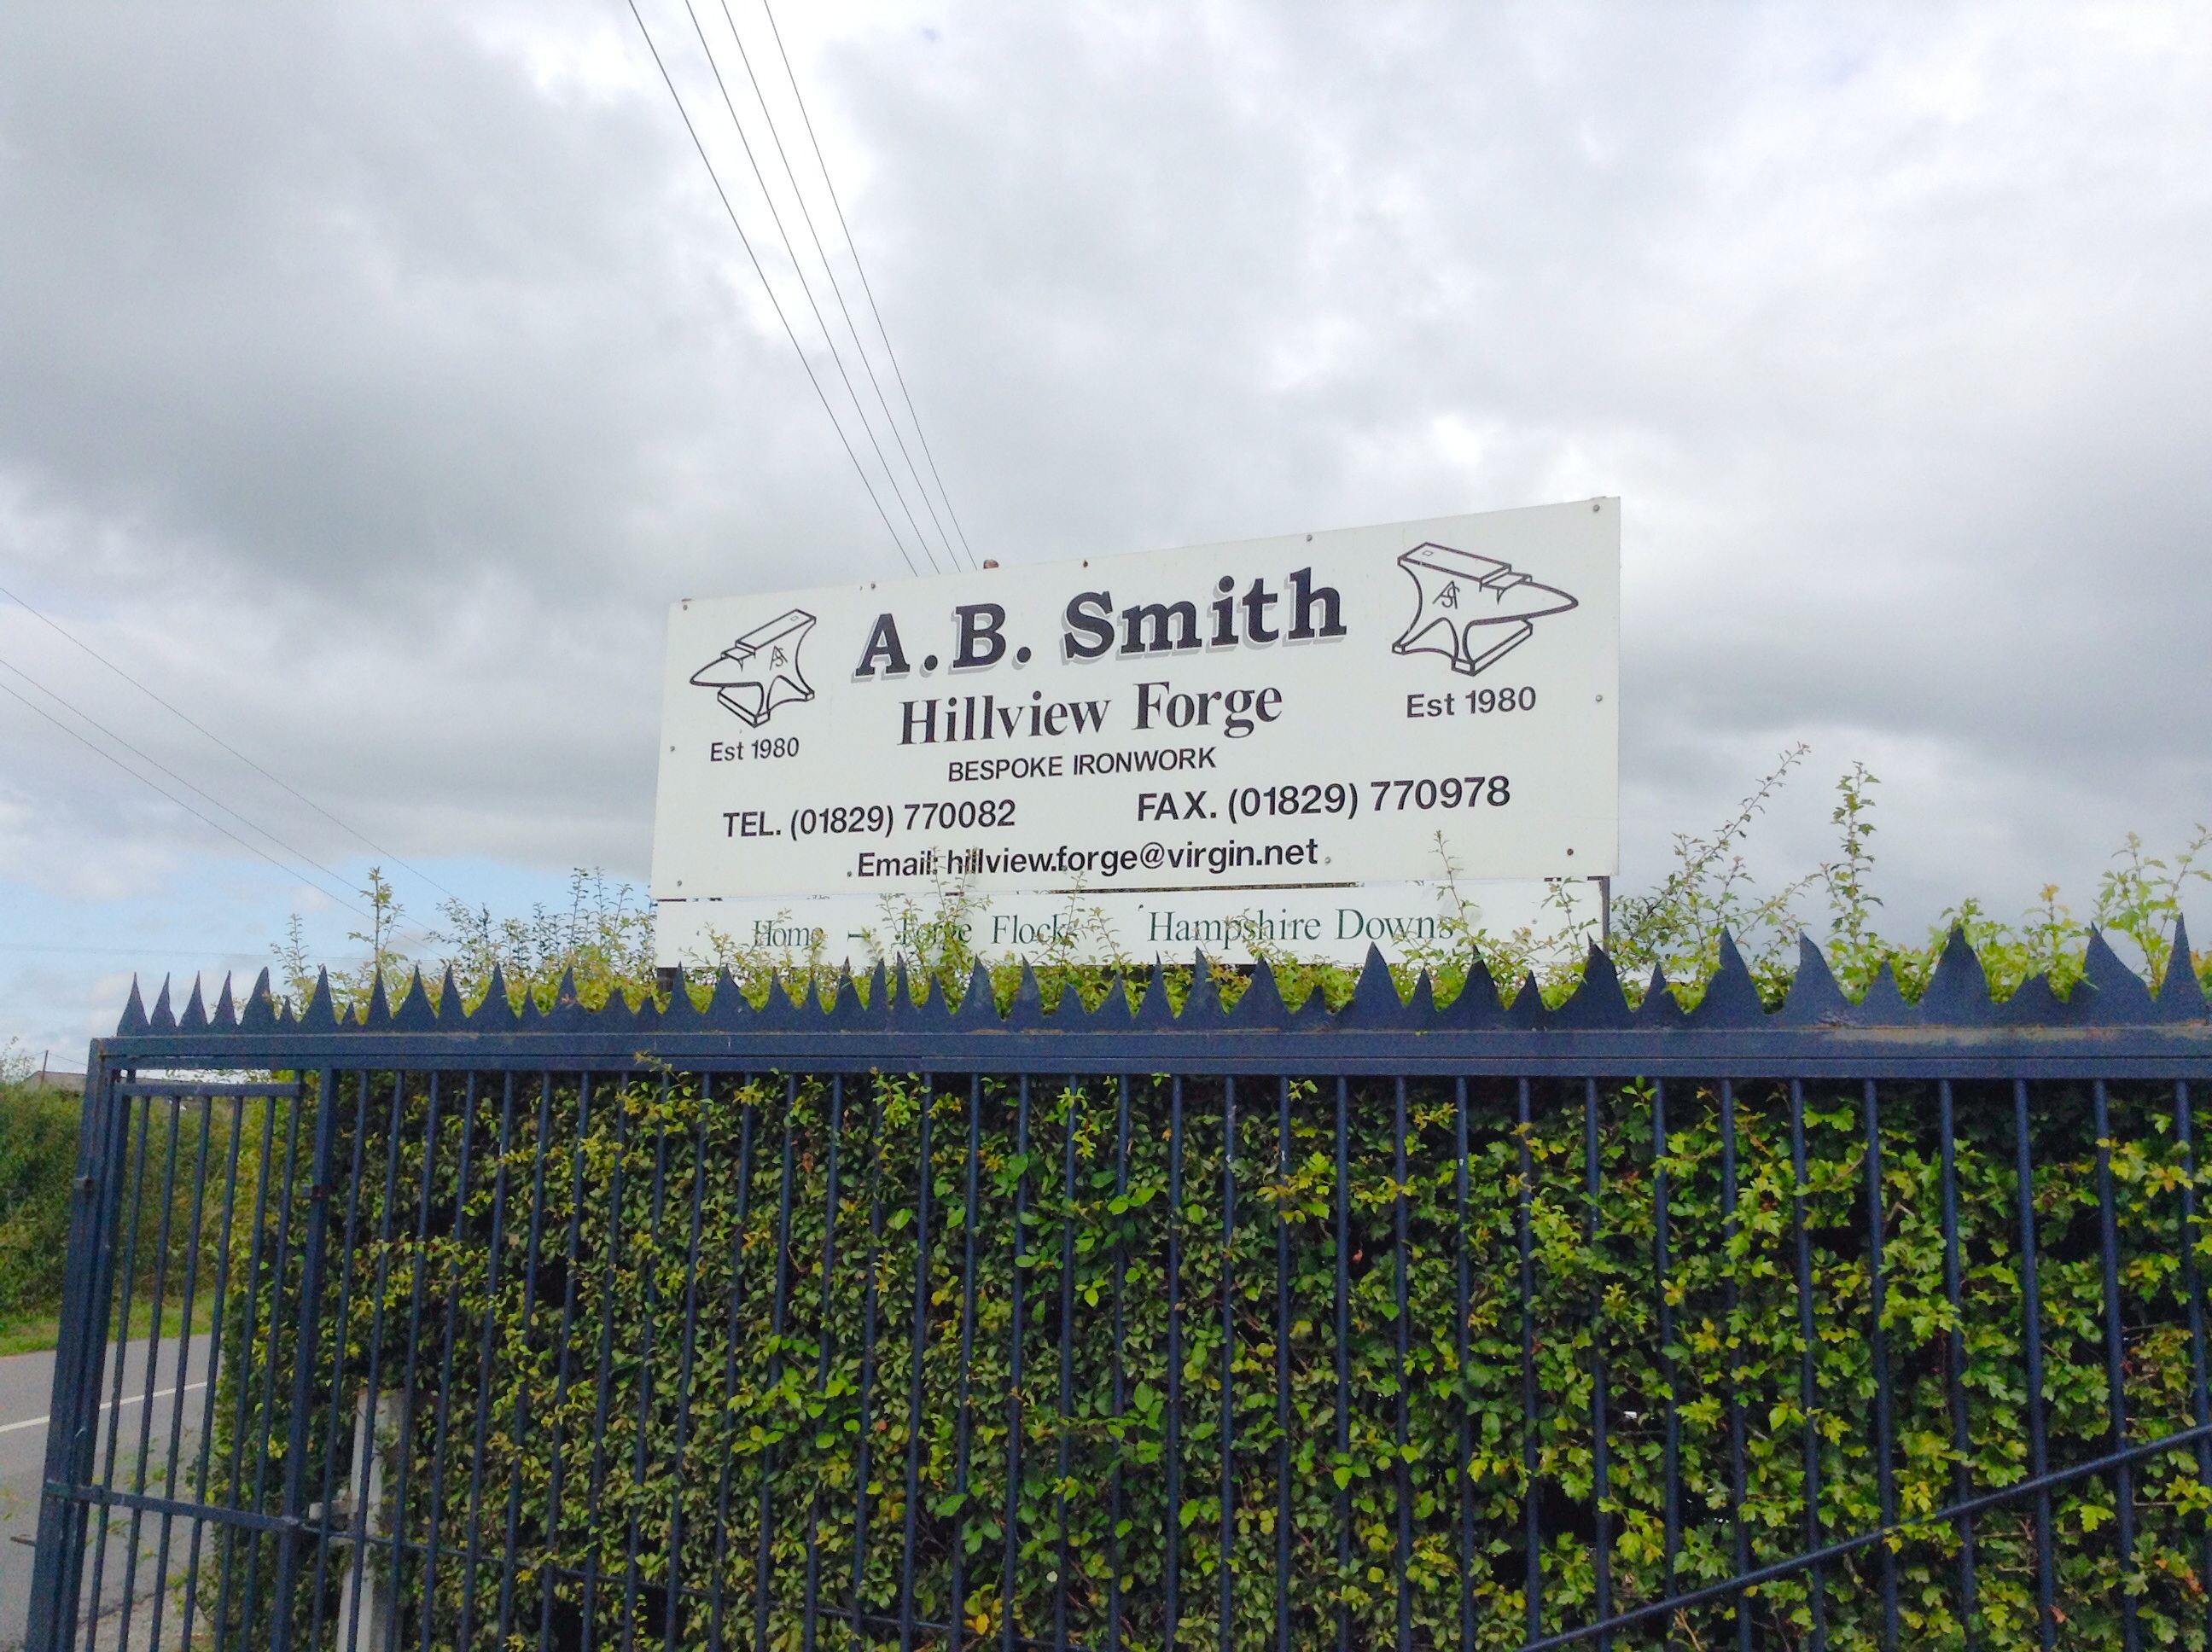 A.B. Smith
Hillview Forge
Est 1980
Est 1980
BESPOKE IRONWORK
TEL. (01829) 770082 FAX. (01829) 770978
Email: hillview.forge@virgin.net
Home - Forge Flock Hampshire Downs